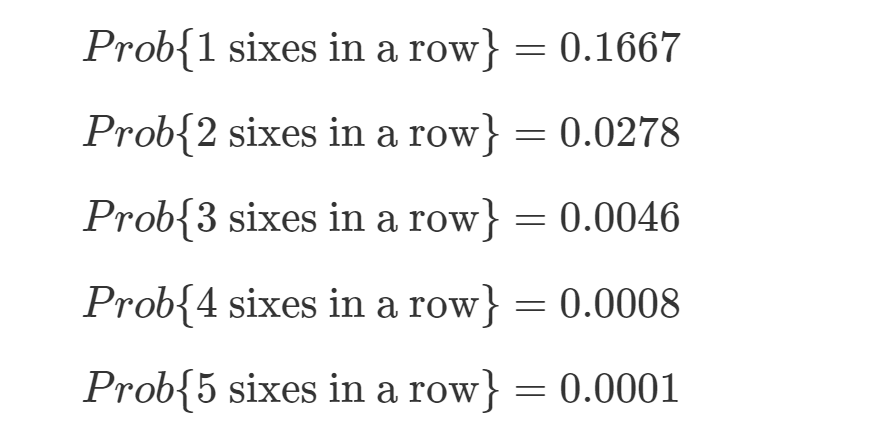 Prob{1 sixes in a row} = 0.1667
Prob{2 sixes in a row} = 0.0278
Prob{3 sixes in a row} = 0.0046
Prob{4 sixes in a row} = 0.0008
Prob{5 sixes in a row} = 0.0001